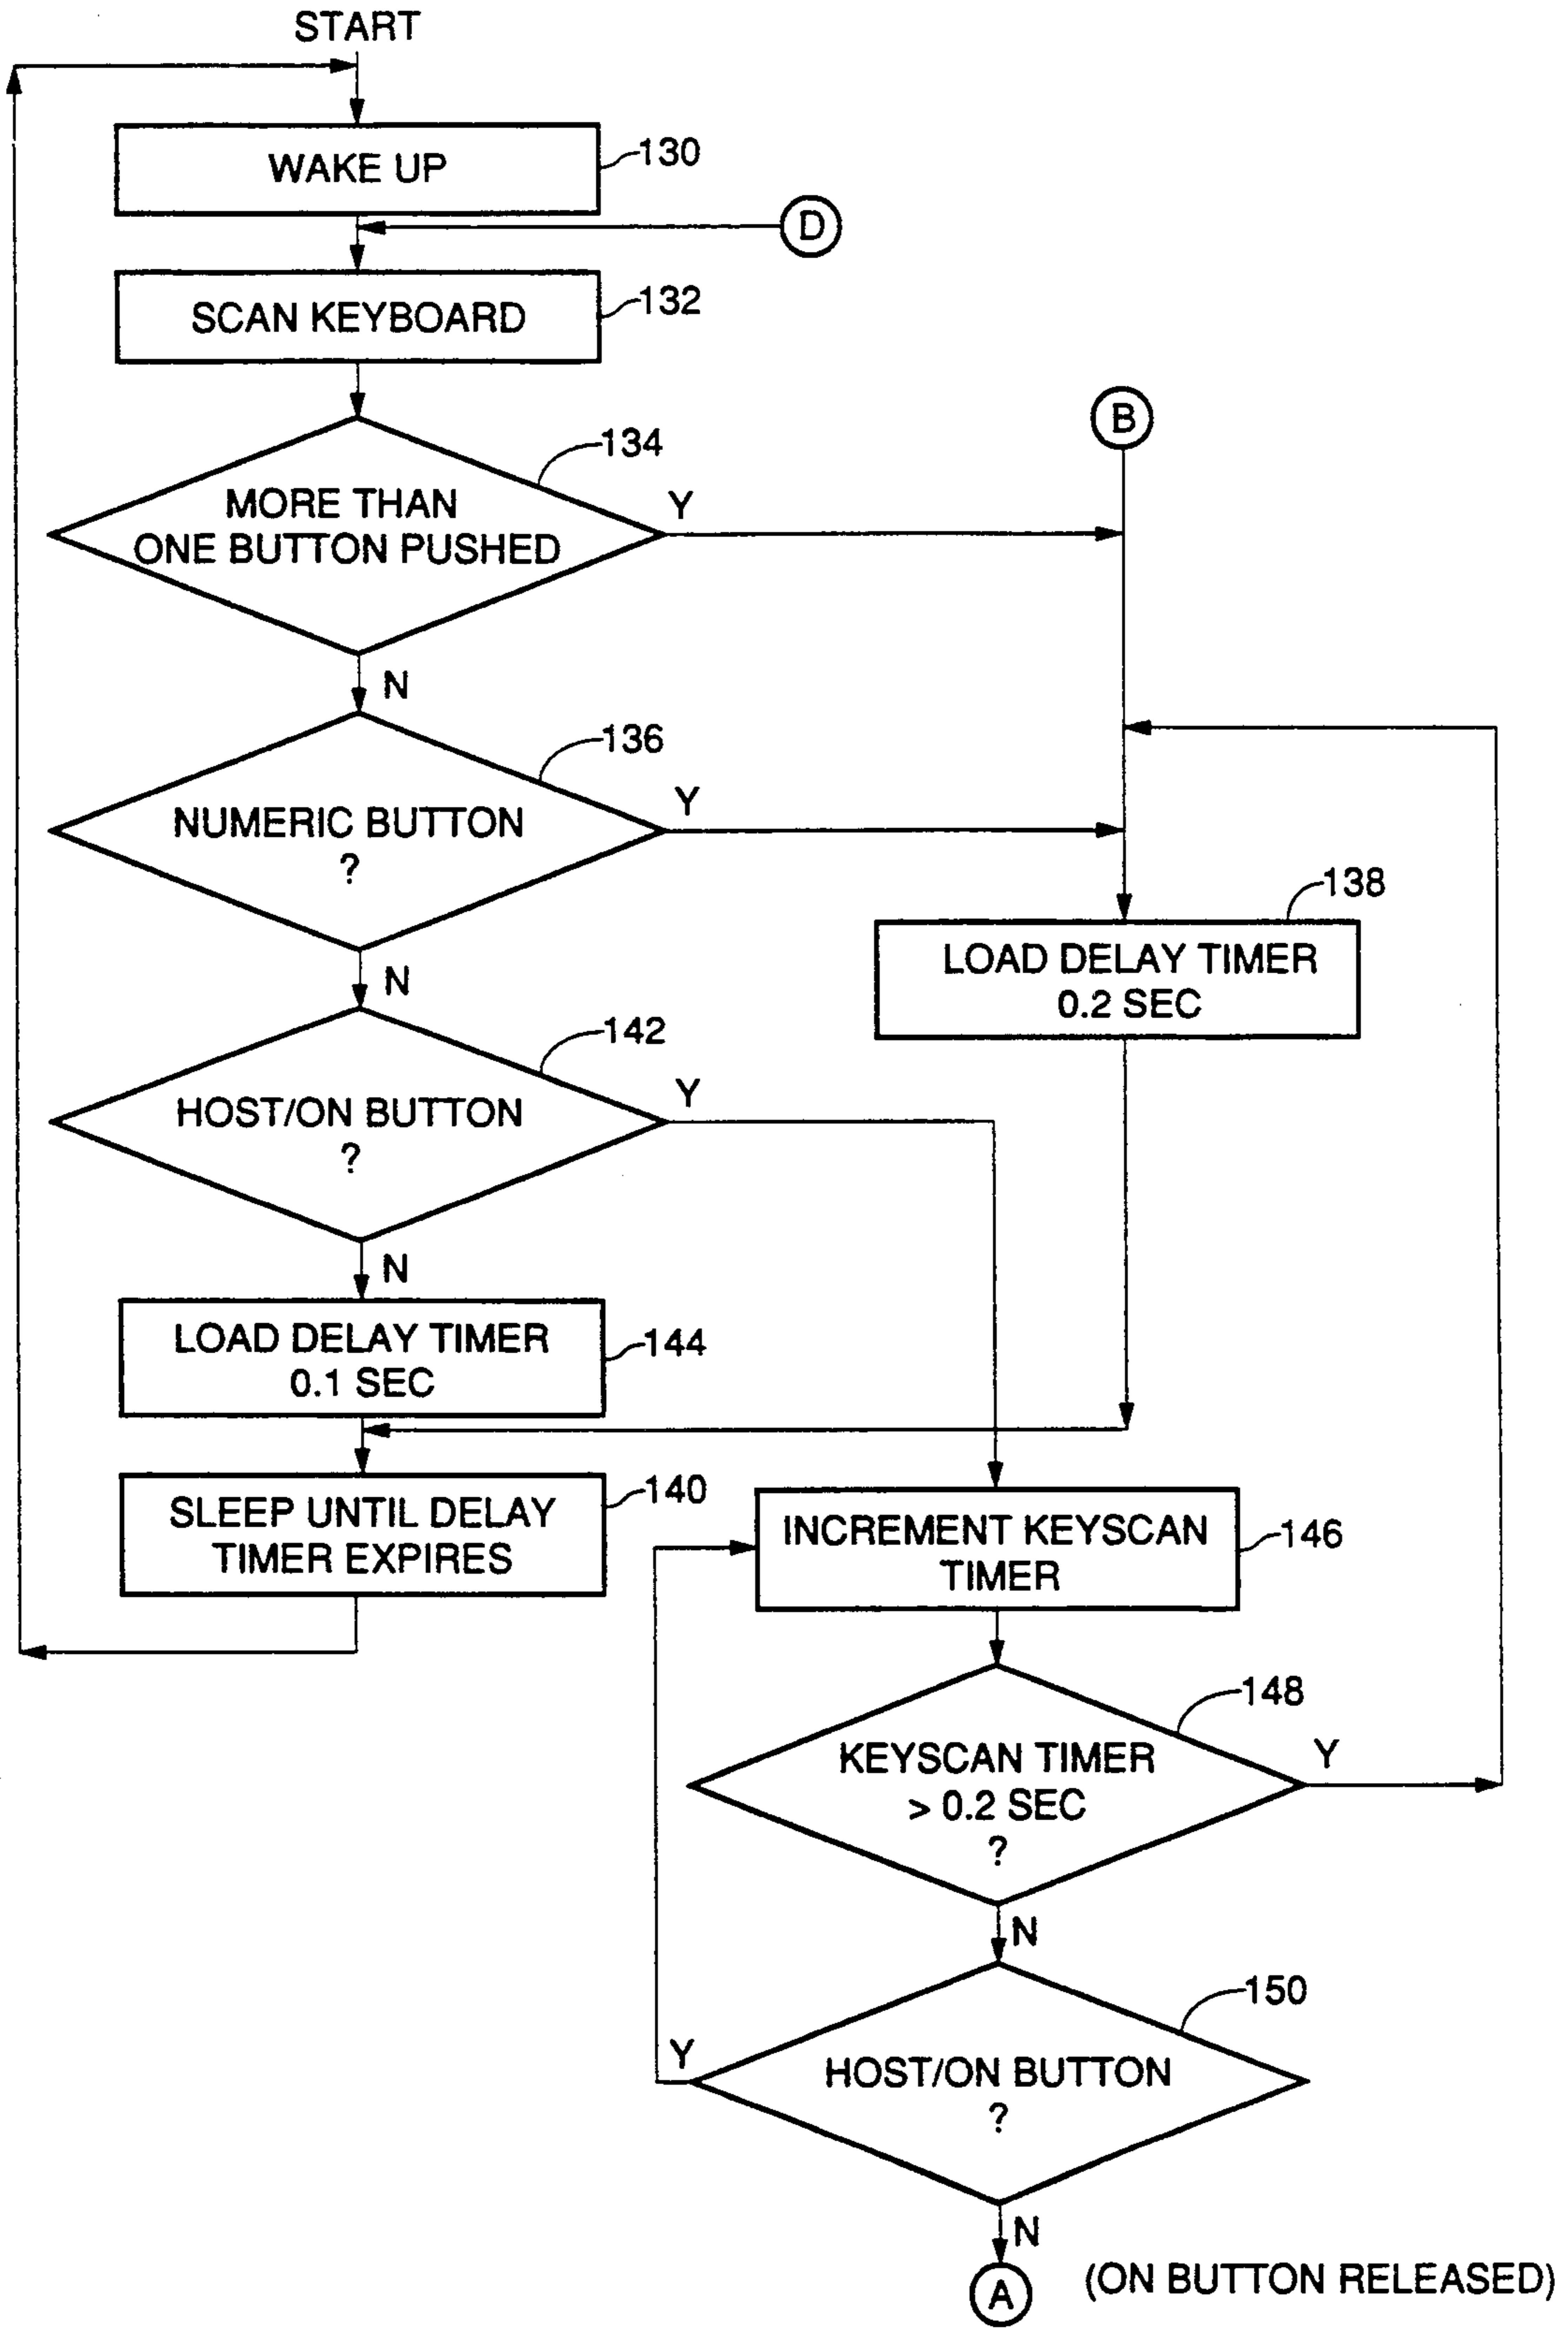 START
WAKE UP
130
D
SCAN KEYBOARD
132
B
134
MORE THAN
ONE BUTTON PUSHED
Y
N
136
NUMERIC BUTTON
?
Y
138
LOAD DELAY TIMER
0.2 SEC
N
142
HOST/ON BUTTON
?
Y
N
LOAD DELAY TIMER
0.1 SEC
144
SLEEP UNTIL DELAY
TIMER EXPIRES
140
INCREMENT KEYSCAN
TIMER
146
148
KEYSCAN TIMER
> 0.2 SEC
?
Y
N
150
HOST/ON BUTTON
?
Y
N
A
(ON BUTTON RELEASED)